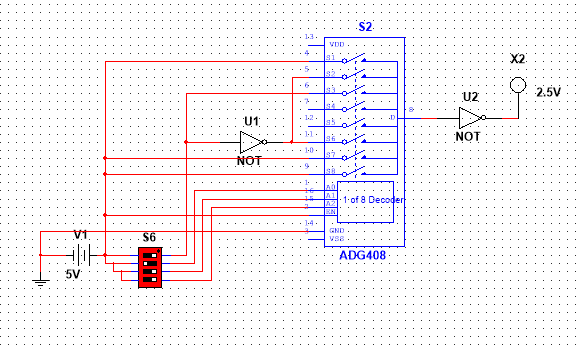 S2
13
VDD
4
S1
5
S2
6
S3
7
S4
12
S5
11
S6
10
S7
9
S8
D
8
U1
NOT
U2
NOT
X2
2.5V
1
A0
16
A1
15
A2
2
EN
1 of 8 Decoder
14
GND
3
VSS
ADG408
V1
5V
S6